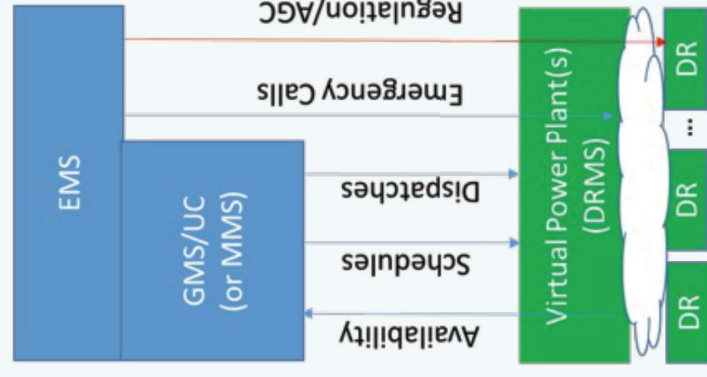 EMS
GMS/UC
(or MMS)
Regulation/AGC
Emergency Calls
Dispatches
Schedules
Availability
Virtual Power Plant(s)
(DRMS)
DR
DR
...
DR